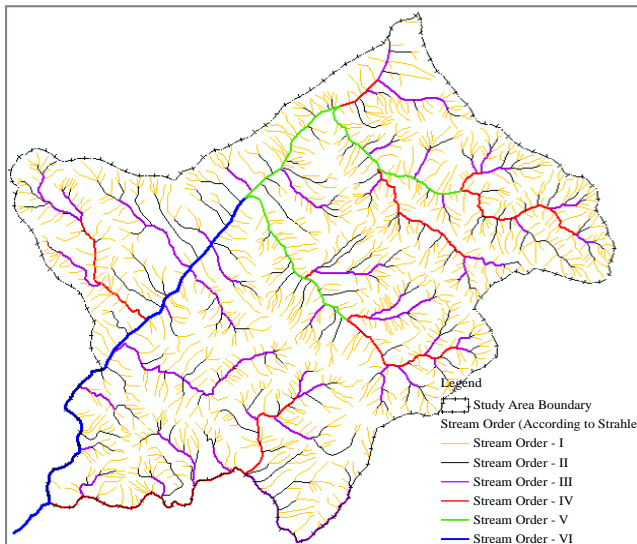 Legend
Study Area Boundary
Stream Order (According to Strahle
Stream Order - I
Stream Order - II
Stream Order - III
Stream Order - IV
Stream Order - V
Stream Order - VI